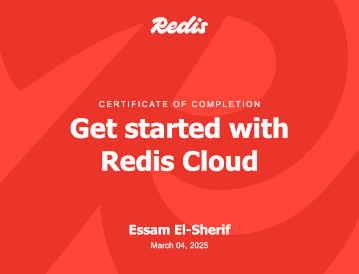 Redis
CERTIFICATE OF COMPLETION
Get started with
Redis Cloud
Essam El-Sherif
March 04, 2025